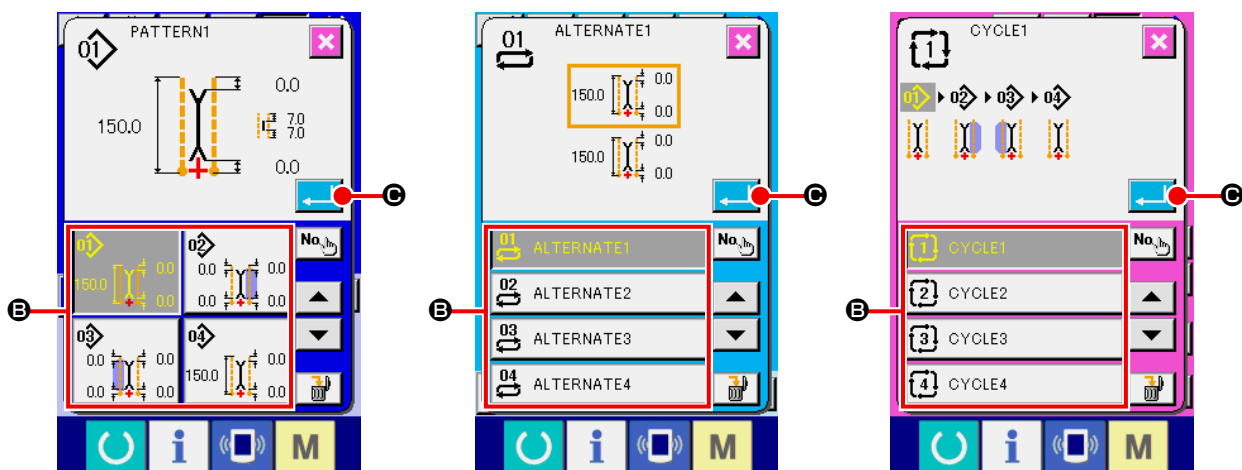 PATTERN1
01
150.0
0.0
7.0
7.0
0.0
C
01
150.0
0.0
0.0
02
0.0
0.0
0.0
0.0
No.
B
03
0.0
0.0
0.0
0.0
04
150.0
0.0
0.0
i
M
ALTERNATE1
01
150.0
0.0
0.0
150.0
0.0
0.0
C
01 ALTERNATE1
No.
02 ALTERNATE2
B
03 ALTERNATE3
04 ALTERNATE4
i
M
CYCLE1
1
01 02 03 04
C
1 CYCLE1
No.
2 CYCLE2
B
3 CYCLE3
4 CYCLE4
i
M